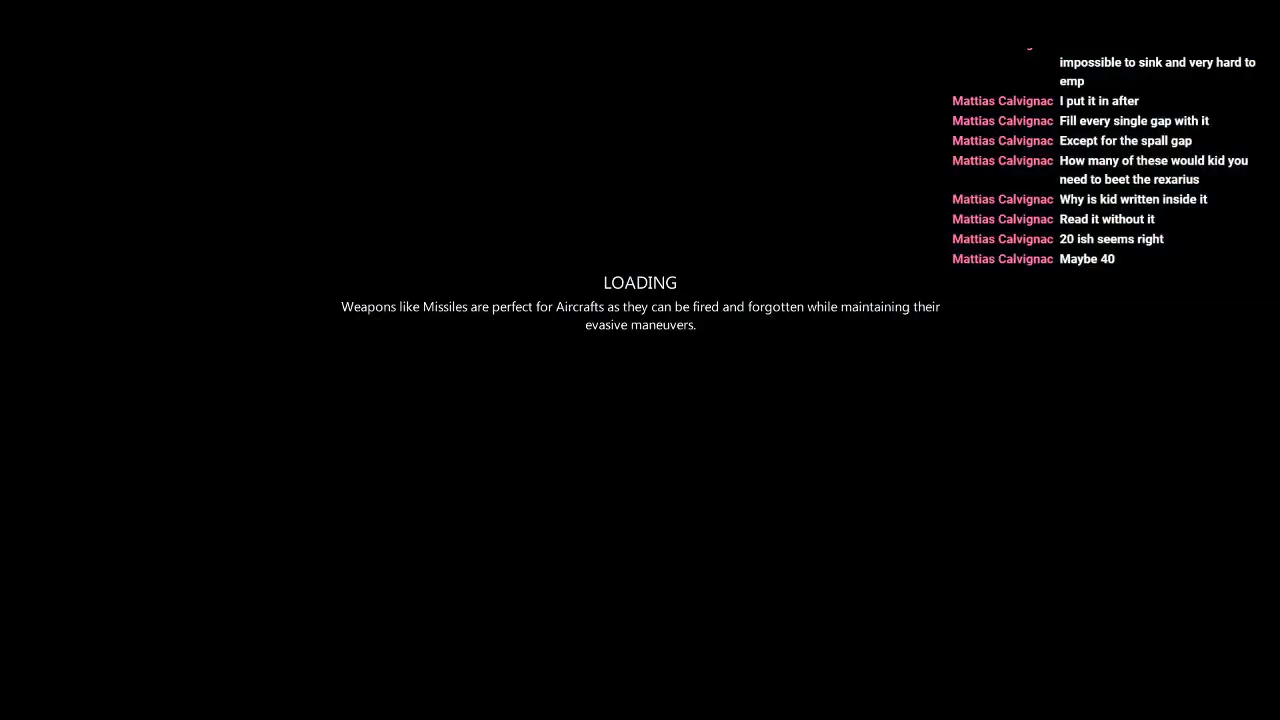 impossible to sink and very hard to
emp
Mattias Calvignac I put it in after
Mattias Calvignac Fill every single gap with it
Mattias Calvignac Except for the spall gap
Mattias Calvignac How many of these would kid you
need to beet the rexarius
Mattias Calvignac Why is kid written inside it
Mattias Calvignac Read it without it
Mattias Calvignac 20 ish seems right
Mattias Calvignac Maybe 40
LOADING
Weapons like Missiles are perfect for Aircrafts as they can be fired and forgotten while maintaining their
evasive maneuvers.